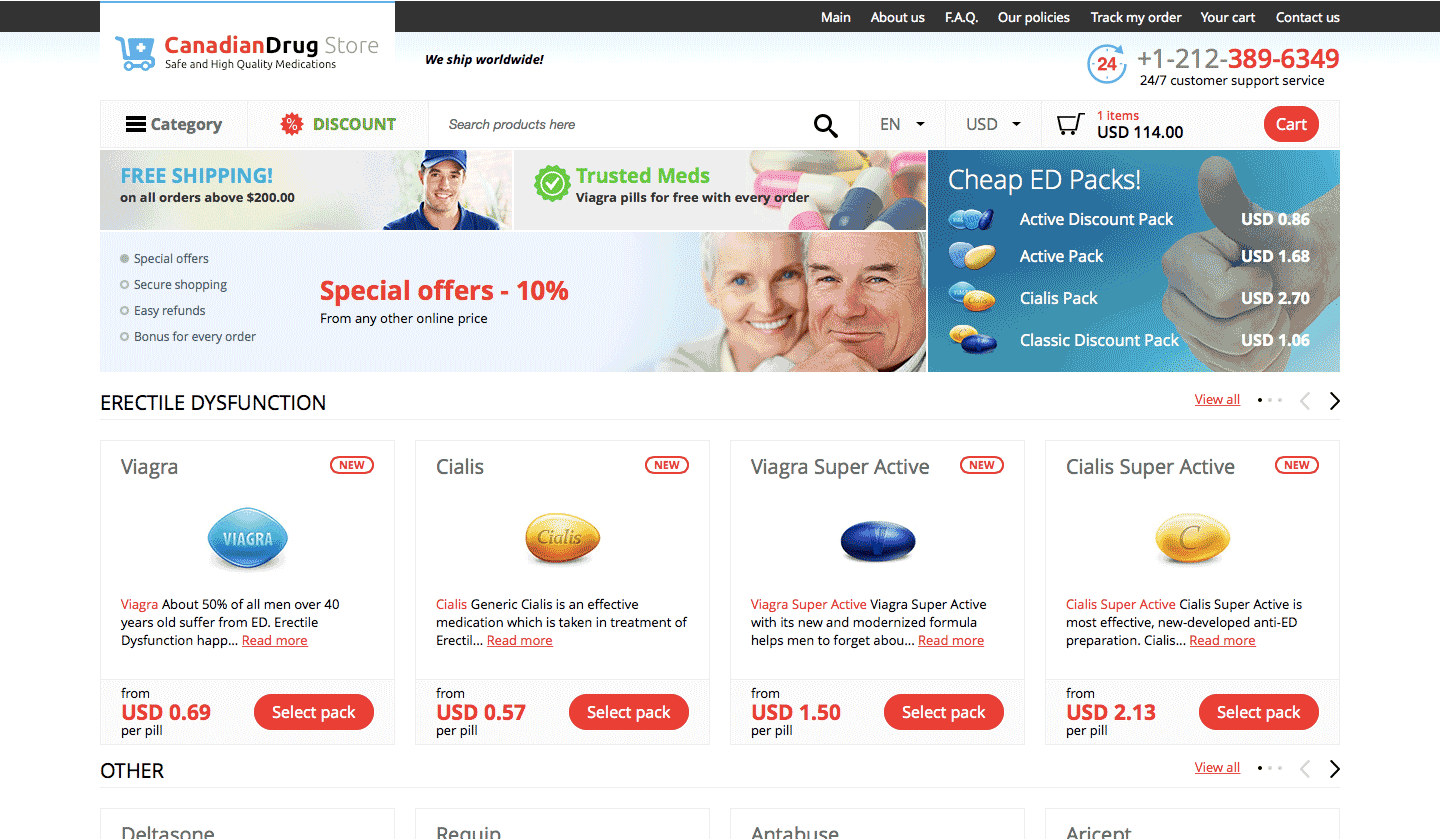 Main About us F.A.Q. Our policies Track my order Your cart Contact us
CanadianDrug Store
Safe and High Quality Medications
We ship worldwide!
24
+1-212-389-6349
24/7 customer support service
Category
% DISCOUNT
Search products here
EN
USD
1 items
USD 114.00
Cart
FREE SHIPPING!
on all orders above $200.00
Trusted Meds
Viagra pills for free with every order
Special offers
Secure shopping
Easy refunds
Bonus for every order
Special offers - 10%
From any other online price
Cheap ED Packs!
Active Discount Pack USD 0.86
Active Pack USD 1.68
Cialis Pack USD 2.70
Classic Discount Pack USD 1.06
ERECTILE DYSFUNCTION
View all
Viagra
NEW
VIAGRA
Viagra About 50% of all men over 40
years old suffer from ED. Erectile
Dysfunction happ... Read more
from
USD 0.69
per pill
Select pack
Cialis
NEW
Cialis
Cialis Generic Cialis is an effective
medication which is taken in treatment of
Erectil... Read more
from
USD 0.57
per pill
Select pack
Viagra Super Active
NEW
V
Viagra Super Active Viagra Super Active
with its new and modernized formula
helps men to forget abou... Read more
from
USD 1.50
per pill
Select pack
Cialis Super Active
NEW
C
Cialis Super Active Cialis Super Active is
most effective, new-developed anti-ED
preparation. Cialis... Read more
from
USD 2.13
per pill
Select pack
OTHER
View all
Deltasone
Requip
Antabuse
Aricept